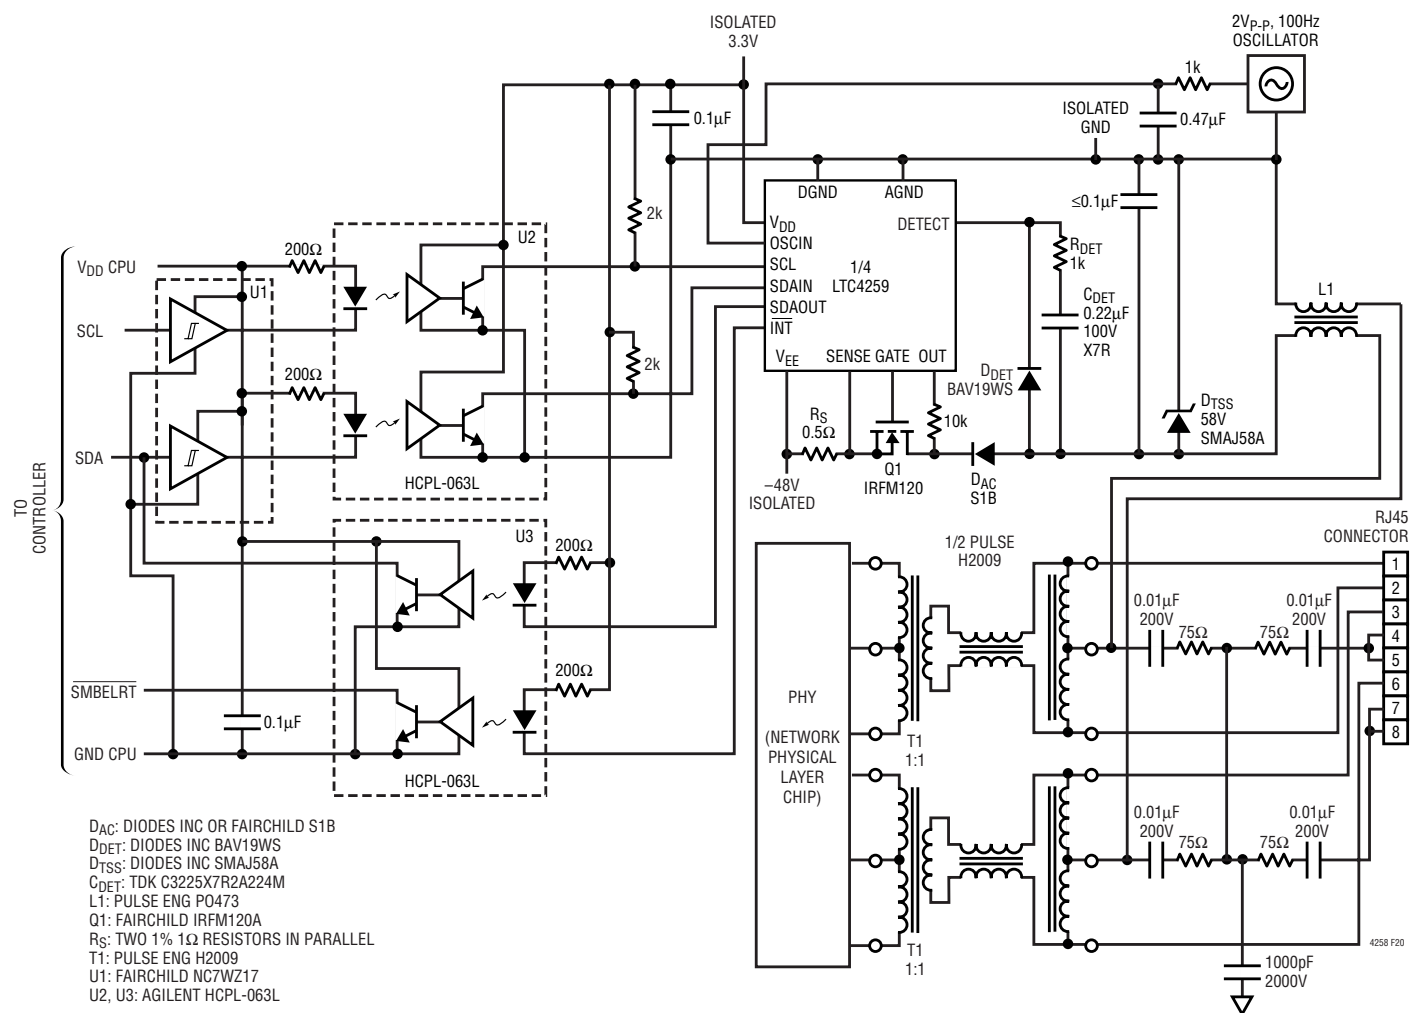 ISOLATED
3.3V
2VP-P, 100Hz
OSCILLATOR
1k
0.1µF
ISOLATED
GND
0.47µF
DGND
AGND
≤0.1µF
2k
VDD
OSCIN
SCL
SDAIN
SDAOUT
INT
VEE
SENSE
GATE
OUT
DETECT
1/4
LTC4259
RDET
1k
CDET
0.22µF
100V
X7R
L1
U2
200Ω
VDD CPU
U1
SCL
200Ω
2k
DDET
BAV19WS
DTSS
58V
SMAJ58A
RS
0.5Ω
10k
SDA
HCPL-063L
–48V
ISOLATED
Q1
IRFM120
DAC
S1B
TO
CONTROLLER
U3
200Ω
1/2 PULSE
H2009
RJ45
CONNECTOR
1
2
3
4
5
6
7
8
0.01µF
200V
75Ω
75Ω
0.01µF
200V
200Ω
SMBELRT
0.1µF
GND CPU
HCPL-063L
PHY
(NETWORK
PHYSICAL
LAYER
CHIP)
T1
1:1
0.01µF
200V
75Ω
75Ω
0.01µF
200V
T1
1:1
4258 F20
1000pF
2000V
DAC: DIODES INC OR FAIRCHILD S1B
DDET: DIODES INC BAV19WS
DTSS: DIODES INC SMAJ58A
CDET: TDK C3225X7R2A224M
L1: PULSE ENG PO473
Q1: FAIRCHILD IRFM120A
RS: TWO 1% 1Ω RESISTORS IN PARALLEL
T1: PULSE ENG H2009
U1: FAIRCHILD NC7WZ17
U2, U3: AGILENT HCPL-063L